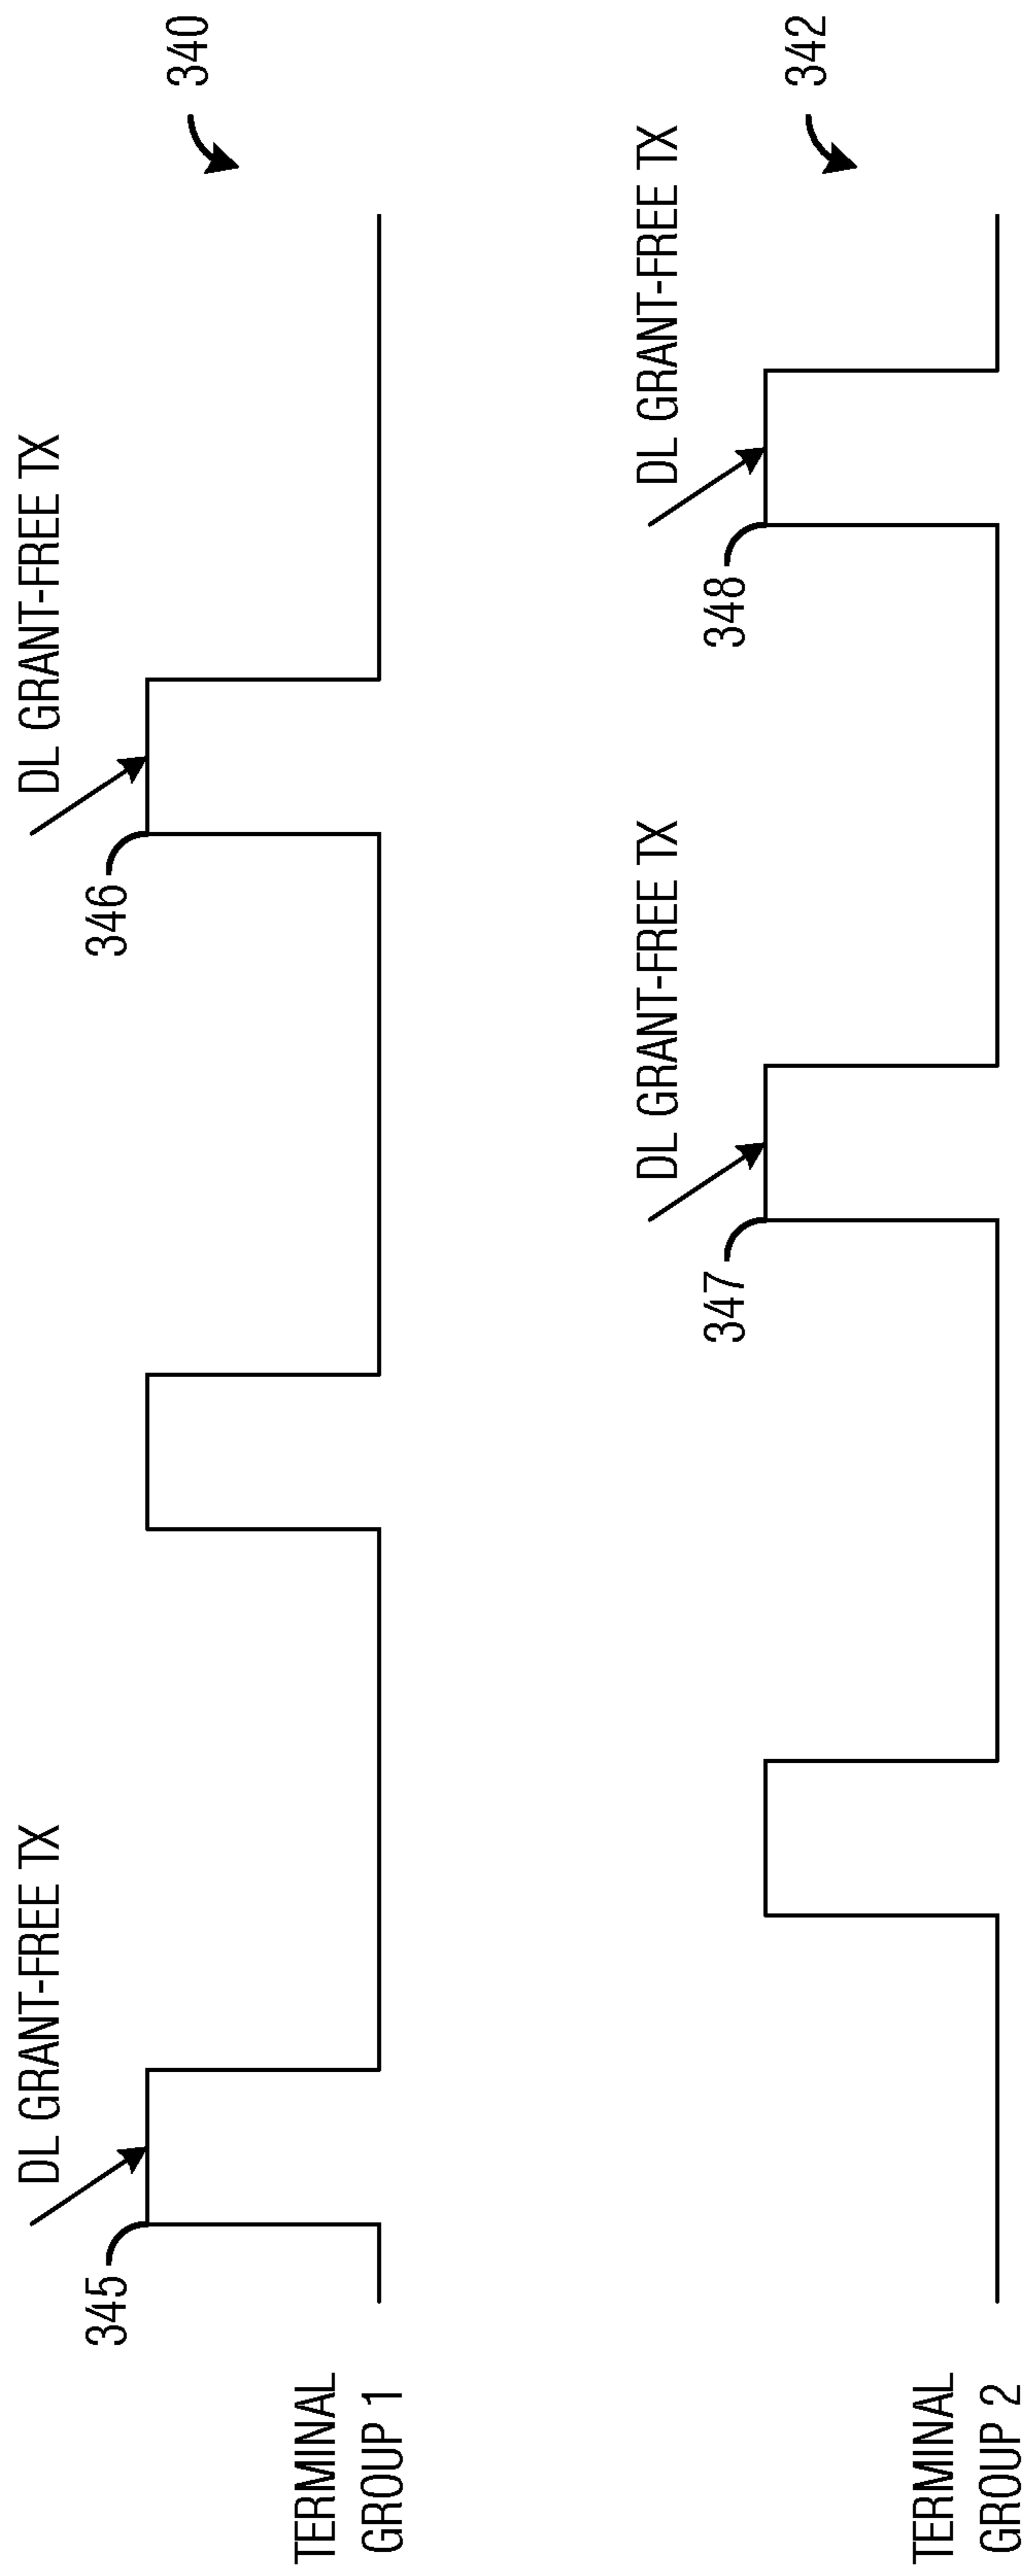 DL GRANT-FREE TX
DL GRANT-FREE TX
340
345
346
TERMINAL
GROUP 1
DL GRANT-FREE TX
DL GRANT-FREE TX
342
347
348
TERMINAL
GROUP 2